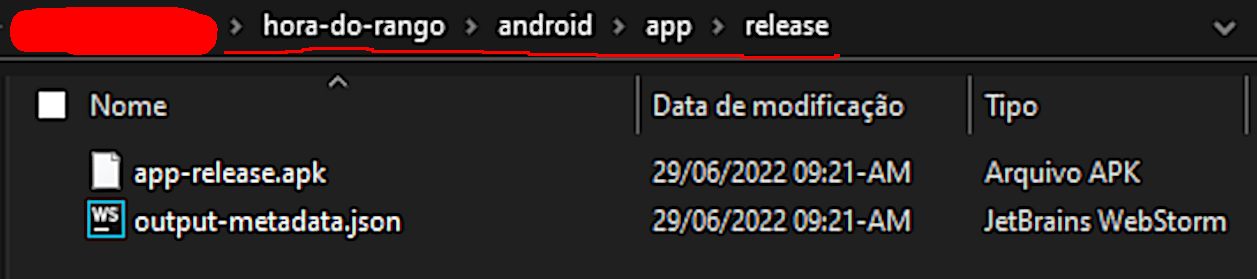 hora-do-rango > android > app > release
Nome Data de modificação Tipo
app-release.apk 29/06/2022 09:21-AM Arquivo APK
WS output-metadata.json 29/06/2022 09:21-AM JetBrains WebStorm